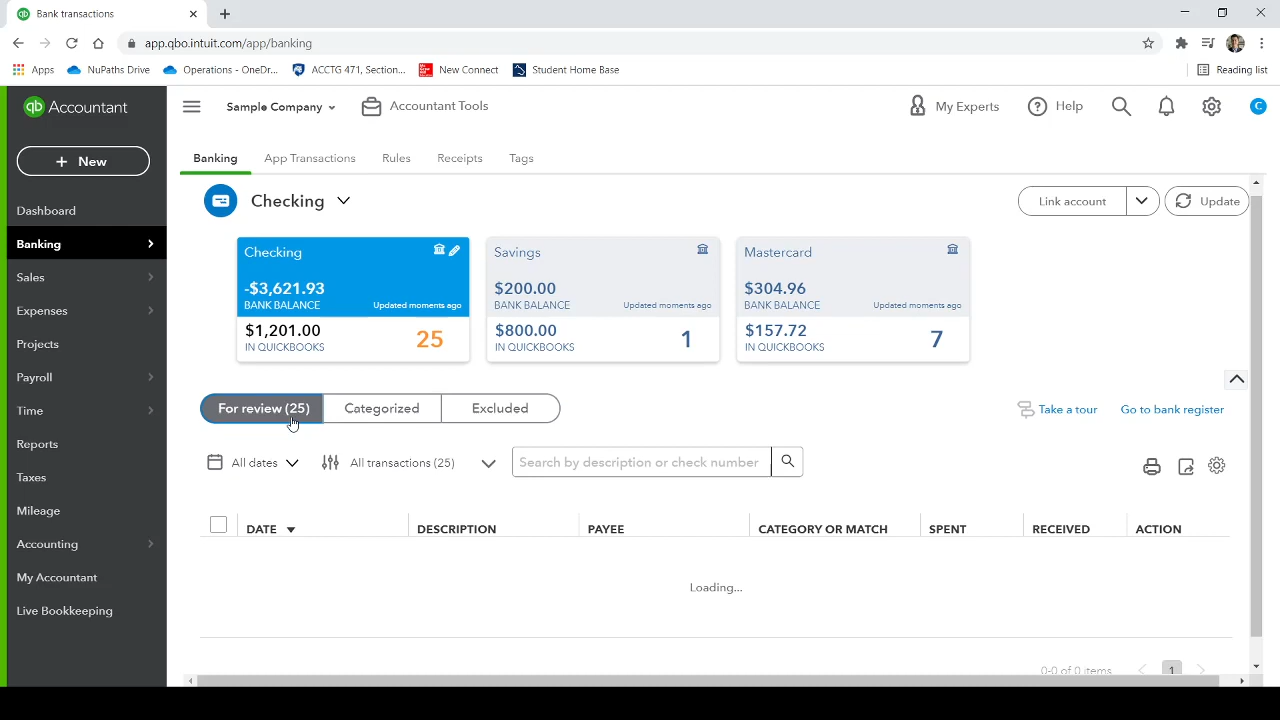 Bank transactions
app.qbo.intuit.com/app/banking
Apps NuPaths Drive Operations - OneDr... ACCTG 471, Section... New Connect Student Home Base Reading list
qb Accountant
Sample Company Accountant Tools My Experts Help C
+ New
Banking App Transactions Rules Receipts Tags
Dashboard
Banking
Sales
Expenses
Projects
Payroll
Time
Reports
Taxes
Mileage
Accounting
My Accountant
Live Bookkeeping
Checking Link account Update
Checking
-$3,621.93
BANK BALANCE Updated moments ago
$1,201.00
IN QUICKBOOKS
25
Savings
$200.00
BANK BALANCE Updated moments ago
$800.00
IN QUICKBOOKS
1
Mastercard
$304.96
BANK BALANCE Updated moments ago
$157.72
IN QUICKBOOKS
7
For review (25) Categorized Excluded Take a tour Go to bank register
All dates All transactions (25) Search by description or check number
DATE DESCRIPTION PAYEE CATEGORY OR MATCH SPENT RECEIVED ACTION
Loading...
0-0 of 0 items 1